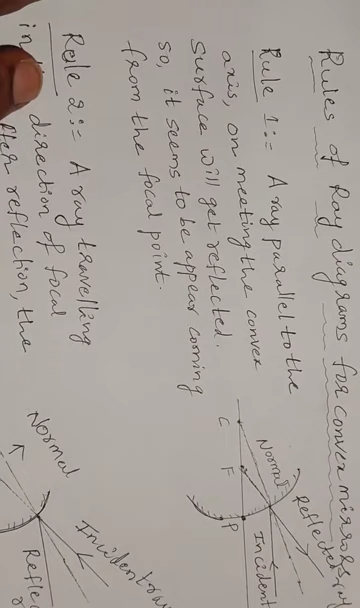 Rules of Ray diagrams for convex mirrors
Rule 1:- A ray parallel to the
axis, on meeting the convex
surface will get reflected.
so, it seems to be appear coming
from the focal point.
Rule 2:- A ray travelling
in direction of focal
after reflection, the
C
F
P
Normal
Reflected
Incident
Normal
Incident ray
Refle